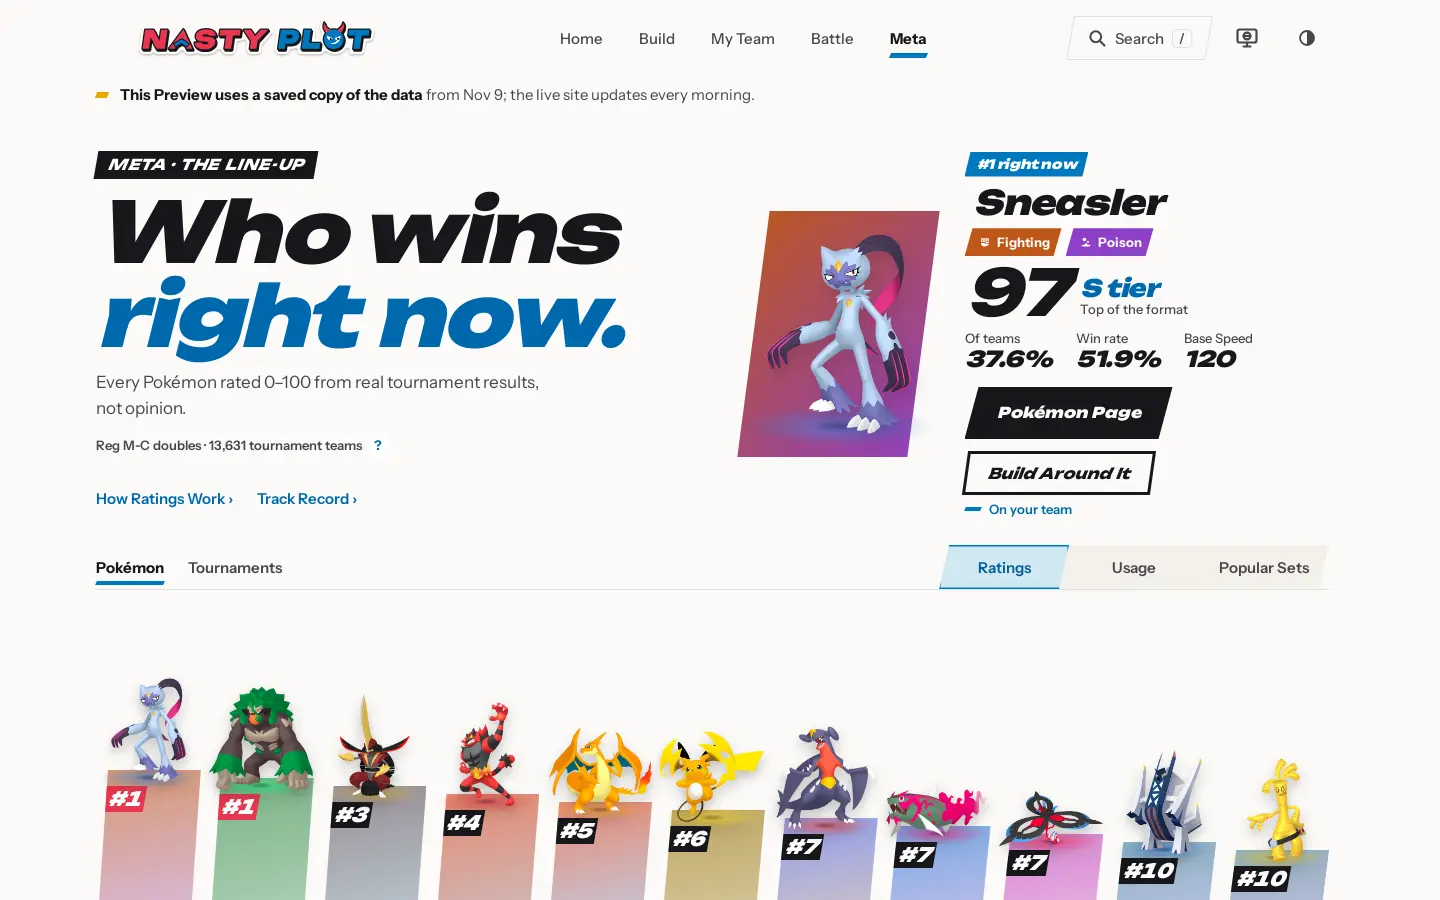 NASTY PLOT
Home
Build
My Team
Battle
Meta
Search /
This Preview uses a saved copy of the data from Nov 9; the live site updates every morning.
META · THE LINE-UP
Who wins
right now.
Every Pokémon rated 0–100 from real tournament results,
not opinion.
Reg M-C doubles · 13,631 tournament teams ?
How Ratings Work ›
Track Record ›
#1 right now
Sneasler
Fighting
Poison
97
S tier
Top of the format
Of teams
37.6%
Win rate
51.9%
Base Speed
120
Pokémon Page
Build Around It
On your team
Pokémon
Tournaments
Ratings
Usage
Popular Sets
#1
#1
#3
#4
#5
#6
#7
#7
#7
#10
#10